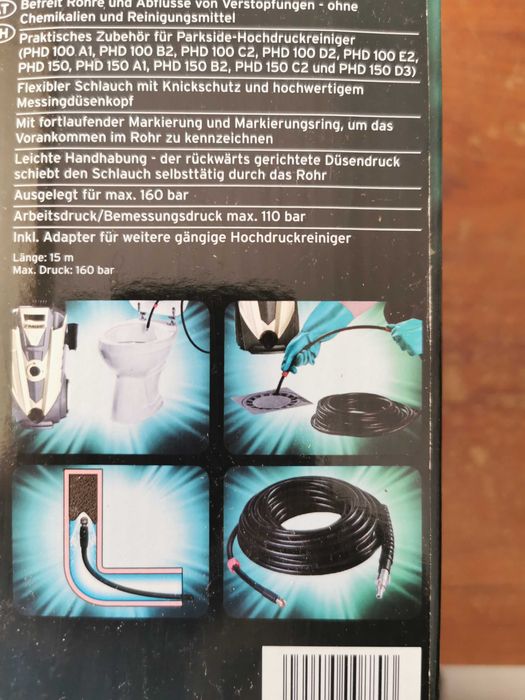 Befreit Rohre und Abflüsse von Verstopfungen - ohne
Chemikalien und Reinigungsmittel
Praktisches Zubehör für Parkside-Hochdruckreiniger
(PHD 100 A1, PHD 100 B2, PHD 100 C2, PHD 100 D2, PHD 100 E2,
PHD 150, PHD 150 A1, PHD 150 B2, PHD 150 C2 und PHD 150 D3)
Flexibler Schlauch mit Knickschutz und hochwertigem
Messingdüsenkopf
Mit fortlaufender Markierung und Markierungsring, um das
Vorankommen im Rohr zu kennzeichnen
Leichte Handhabung - der rückwärts gerichtete Düsendruck
schiebt den Schlauch selbsttätig durch das Rohr
Ausgelegt für max. 160 bar
Arbeitsdruck/Bemessungsdruck max. 110 bar
Inkl. Adapter für weitere gängige Hochdruckreiniger
Länge: 15 m
Max. Druck: 160 bar